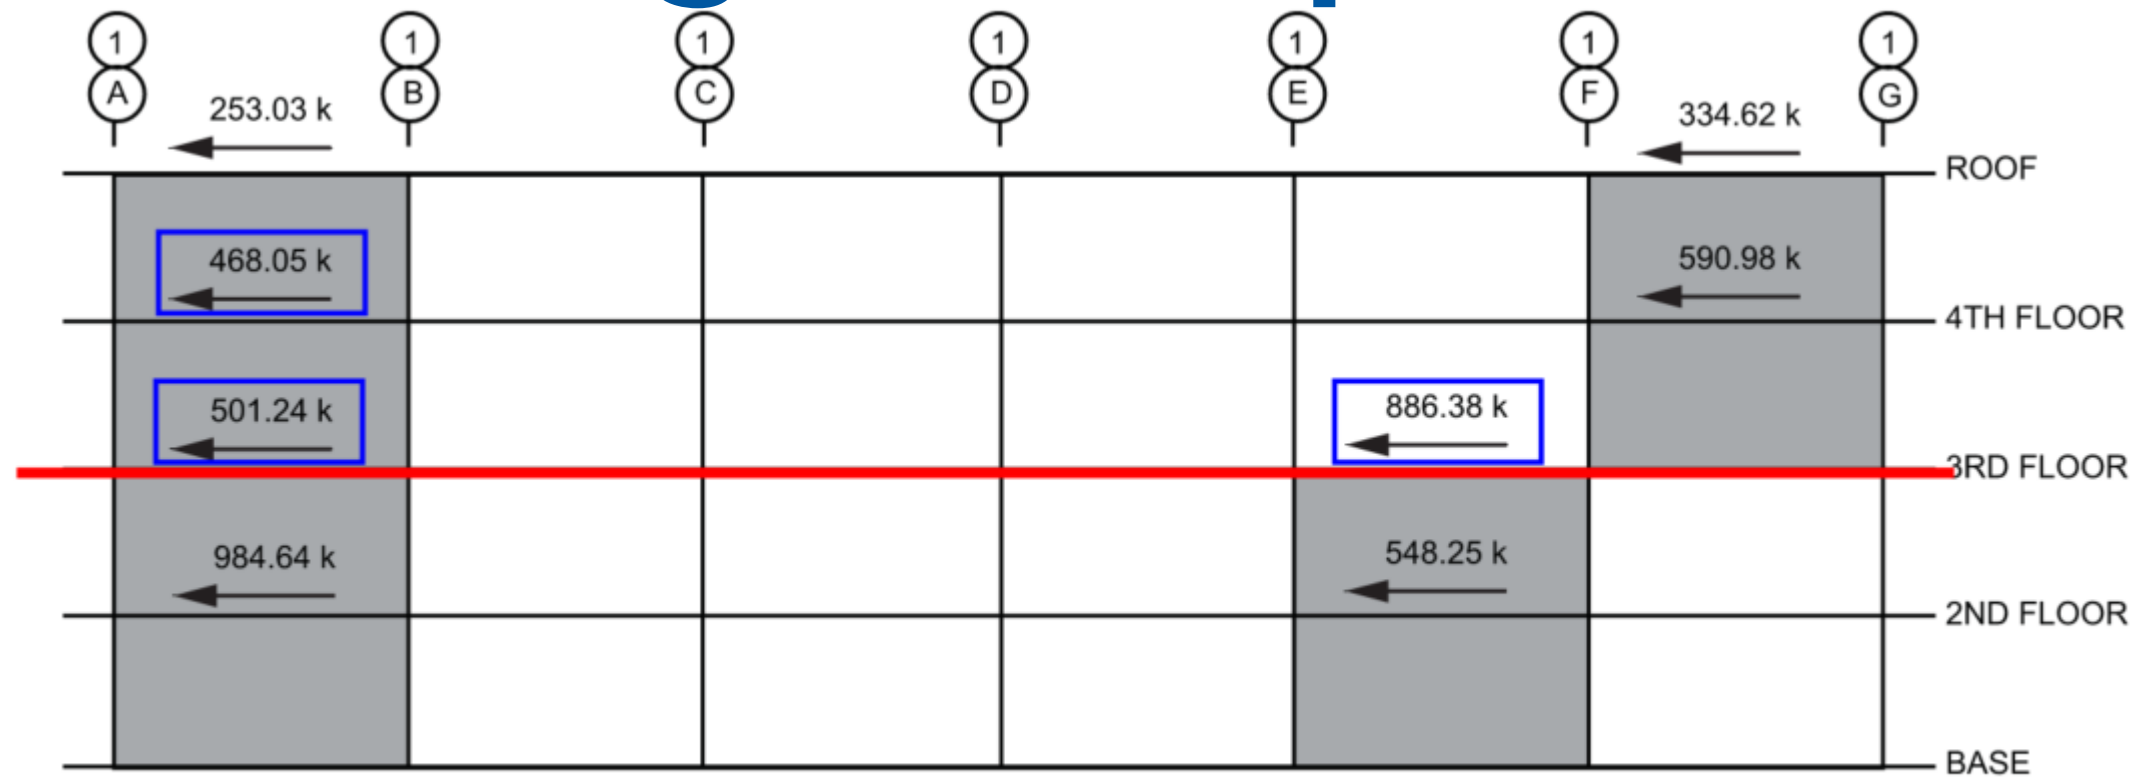 1 1 1 1 1 1 1
A B C D E F G
253.03 k 334.62 k
ROOF
468.05 k 590.98 k
4TH FLOOR
501.24 k 886.38 k
3RD FLOOR
984.64 k 548.25 k
2ND FLOOR
BASE